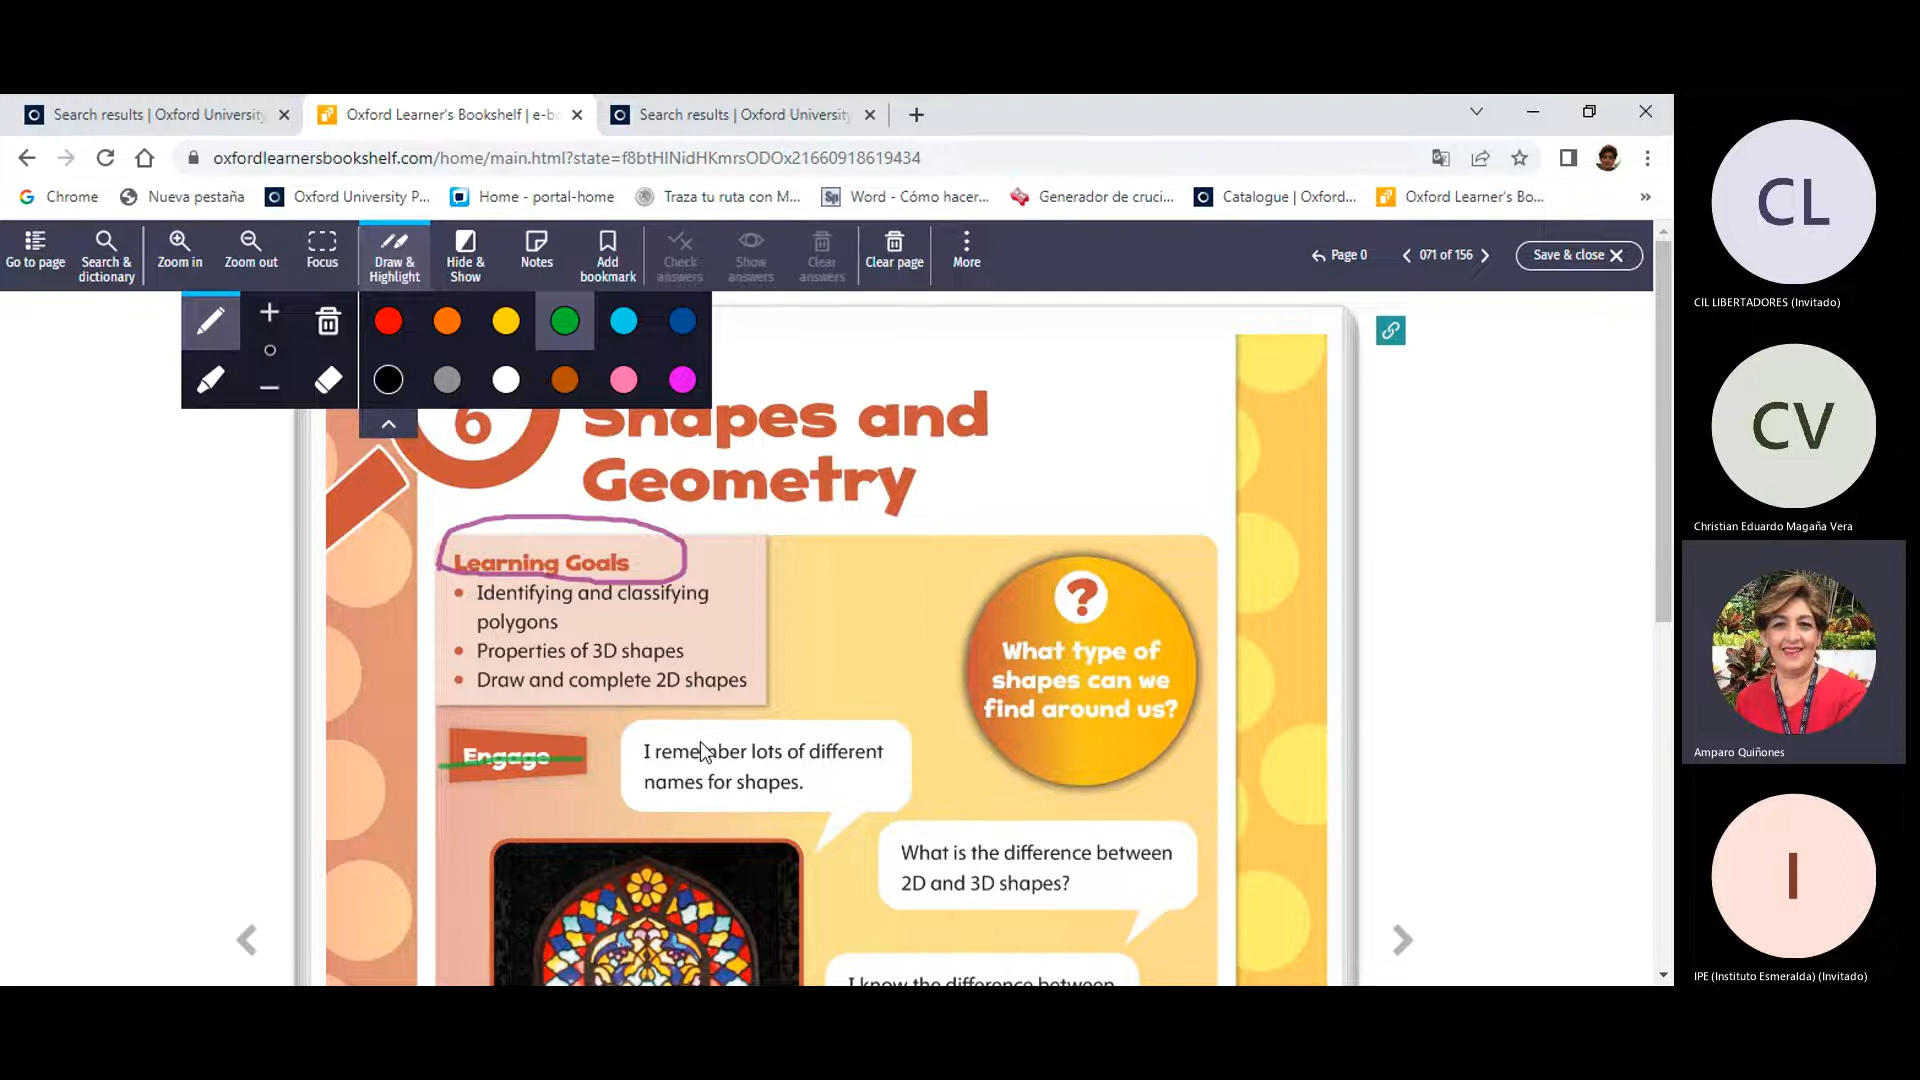 Search results | Oxford University
Oxford Learner's Bookshelf | e-bo
Search results | Oxford University
oxfordlearnersbookshelf.com/home/main.html?state=f8btHINidHKmrsODOx21660918619434
Chrome
Nueva pestaña
Oxford University P...
Home - portal-home
Traza tu ruta con M...
Sp
Word - Cómo hacer...
Generador de cruci...
Catalogue | Oxford...
Oxford Learner's Bo...
»
Go to page
Search & dictionary
Zoom in
Zoom out
Focus
Draw & Highlight
Hide & Show
Notes
Add bookmark
Check answers
Show answers
Clear answers
Clear page
More
Page 0
071 of 156
Save & close
6
Shapes and
Geometry
Learning Goals
• Identifying and classifying
polygons
• Properties of 3D shapes
• Draw and complete 2D shapes
?
What type of
shapes can we
find around us?
Engage
I remember lots of different
names for shapes.
What is the difference between
2D and 3D shapes?
I know the difference between
CL
CIL LIBERTADORES (Invitado)
CV
Christian Eduardo Magaña Vera
Amparo Quiñones
I
IPE (Instituto Esmeralda) (Invitado)